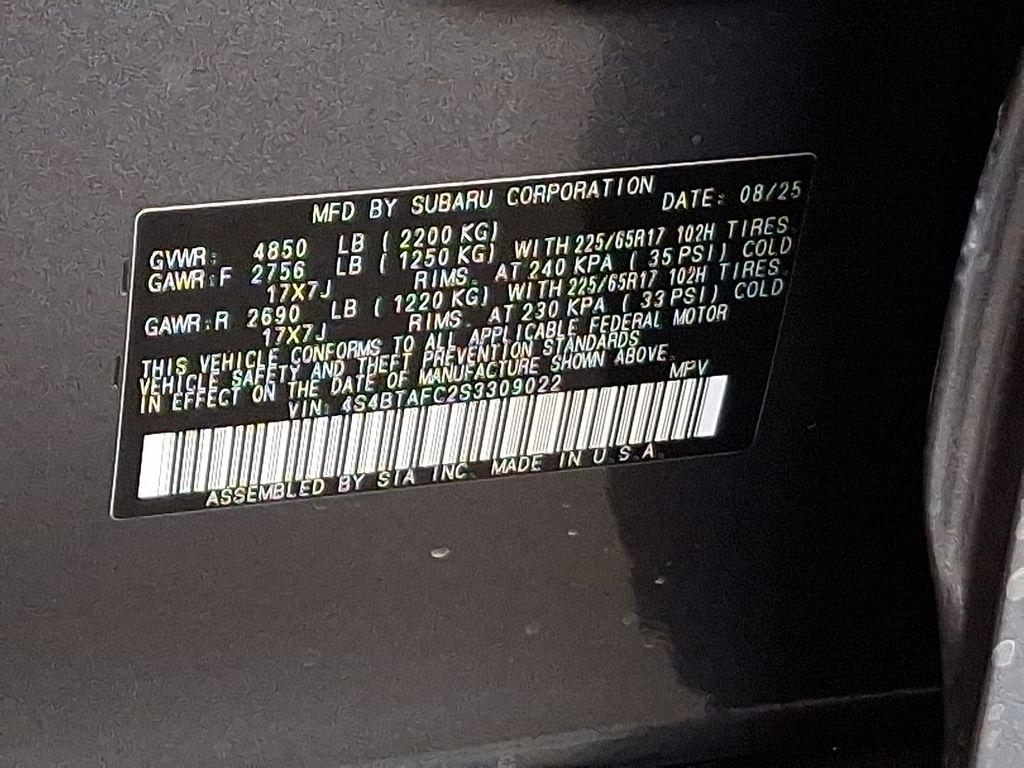 MFD BY SUBARU CORPORATION DATE: 08/25
GVWR: 4850 LB ( 2200 KG)
GAWR:F 2756 LB ( 1250 KG) WITH 225/65R17 102H TIRES.
17X7J RIMS. AT 240 KPA ( 35 PSI) COLD
GAWR:R 2690 LB ( 1220 KG) WITH 225/65R17 102H TIRES.
17X7J RIMS. AT 230 KPA ( 33 PSI) COLD
THIS VEHICLE CONFORMS TO ALL APPLICABLE FEDERAL MOTOR
VEHICLE SAFETY AND THEFT PREVENTION STANDARDS
IN EFFECT ON THE DATE OF MANUFACTURE SHOWN ABOVE.
VIN: 4S4BTAFC2S3309022 MPV
ASSEMBLED BY SIA INC. MADE IN U.S.A.